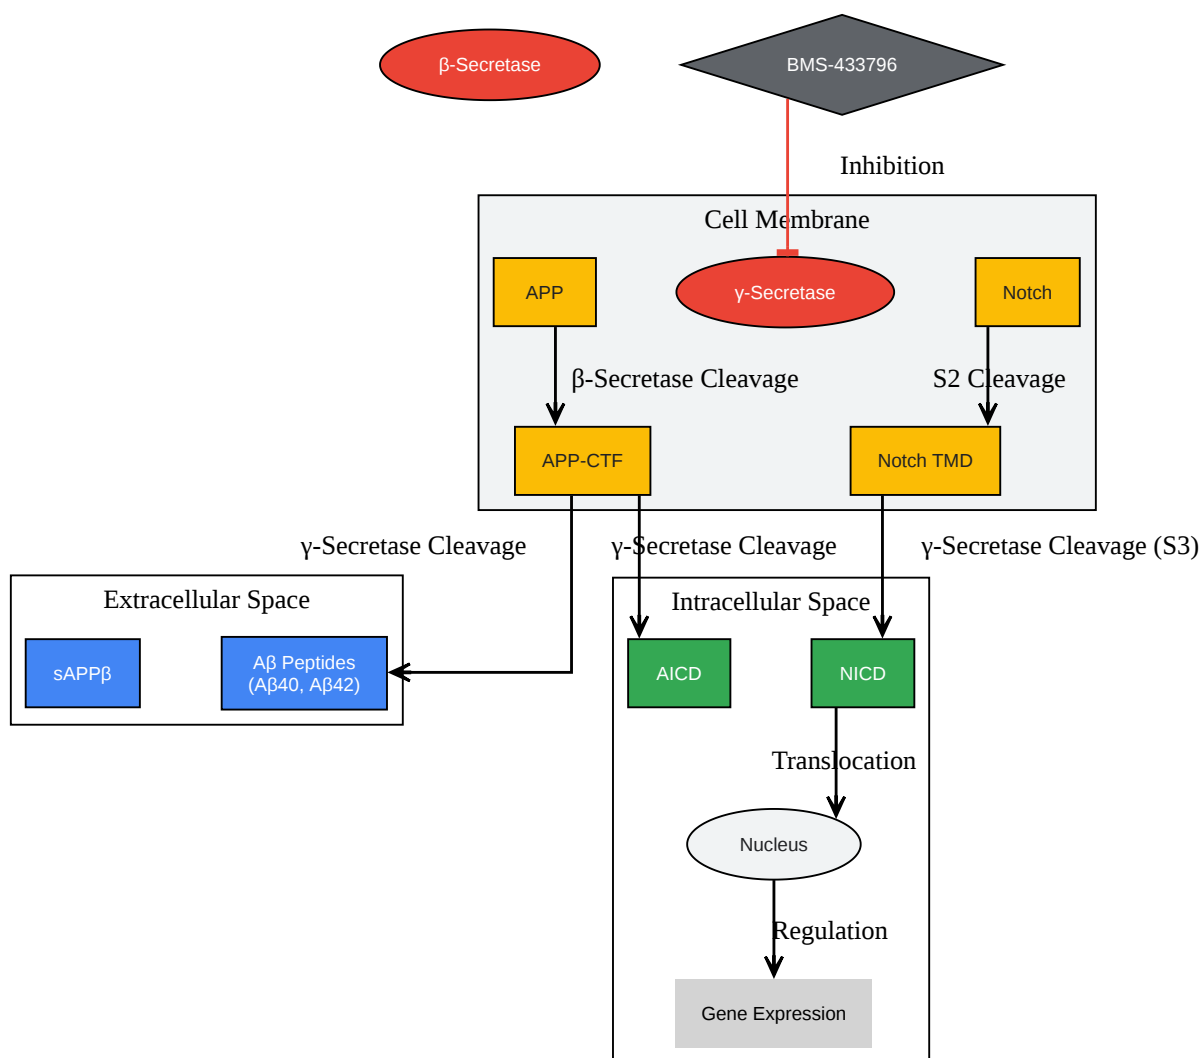 β-Secretase
BMS-433796
Inhibition
Cell Membrane
APP
γ-Secretase
Notch
β-Secretase Cleavage
S2 Cleavage
APP-CTF
Notch TMD
γ-Secretase Cleavage
γ-Secretase Cleavage
γ-Secretase Cleavage (S3)
Extracellular Space
Intracellular Space
sAPPβ
Aβ Peptides
(Aβ40, Aβ42)
AICD
NICD
Translocation
Nucleus
Regulation
Gene Expression